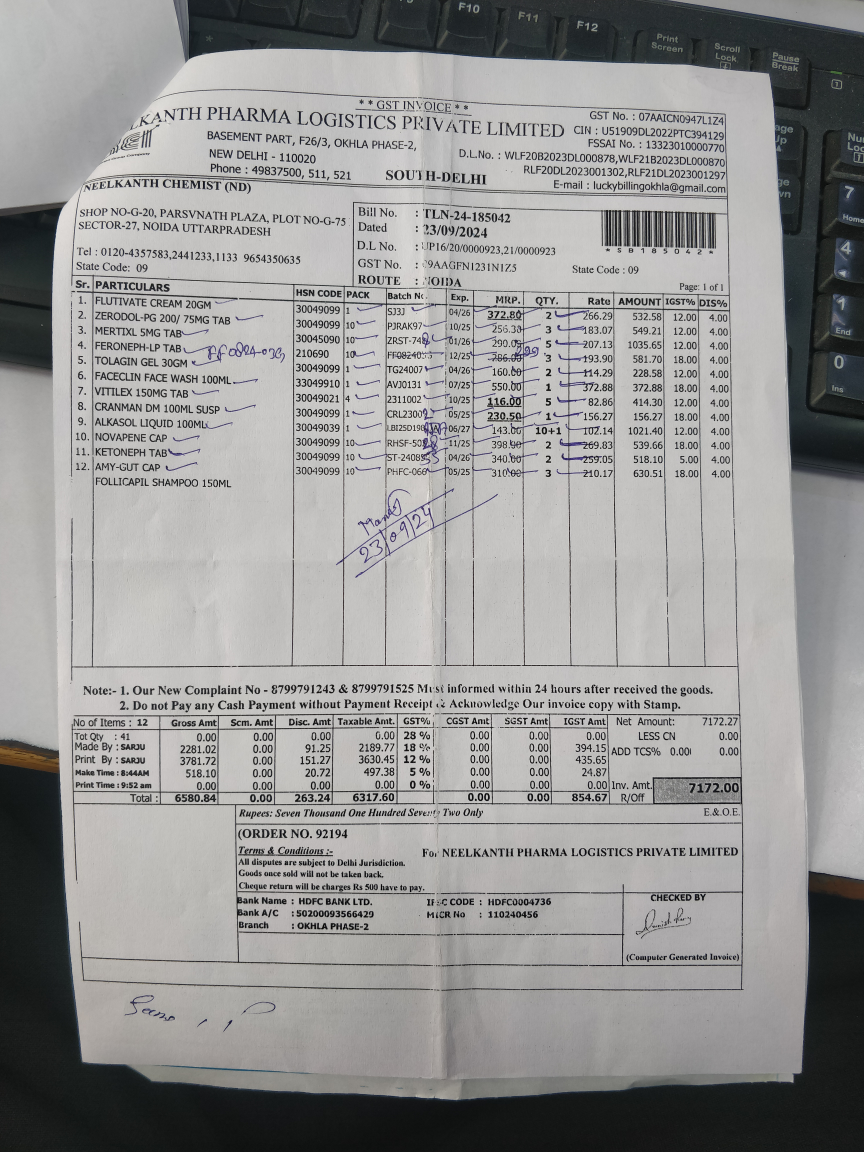 F10 F11 F12 Print Screen Scroll Lock Pause Break
** GST INVOICE **
LKANTH PHARMA LOGISTICS PRIVATE LIMITED
BASEMENT PART, F26/3, OKHLA PHASE-2,
NEW DELHI - 110020
Phone : 49837500, 511, 521
SOUTH-DELHI
GST No. : 07AAICN0947L1Z4
CIN : U51909DL2022PTC394129
FSSAI No. : 13323010000770
D.L.No. : WLF20B2023DL000878,WLF21B2023DL000870
RLF20DL2023001302,RLF21DL2023001297
E-mail : luckybillingokhla@gmail.com
NEELKANTH CHEMIST (ND)
SHOP NO-G-20, PARSVNATH PLAZA, PLOT NO-G-75
SECTOR-27, NOIDA UTTARPRADESH
Tel : 0120-4357583,2441233,1133 9654350635
State Code: 09
Bill No. : TLN-24-185042
Dated : 23/09/2024
D.L No. : UP16/20/0000923,21/0000923
GST No. : 09AAGFN1231N1Z5 State Code : 09
ROUTE : NOIDA
*SB185042*
Page: 1 of 1
Sr. PARTICULARS HSN CODE PACK Batch No. Exp. MRP. QTY. Rate AMOUNT IGST% DIS%
1. FLUTIVATE CREAM 20GM 30049099 1 SJ3J 04/26 372.80 2 266.29 532.58 12.00 4.00
2. ZERODOL-PG 200/ 75MG TAB 30049099 10 PJRAK97 10/25 256.30 3 183.07 549.21 12.00 4.00
3. MERTIXL 5MG TAB 30045090 10 01/26 290.00 5 207.13 1035.65 12.00 4.00
4. FERONEPH-LP TAB 210690 10 12/25 299 3 193.90 581.70 18.00 4.00
5. TOLAGIN GEL 30GM 30049099 1 TG24007 04/26 160.00 2 114.29 228.58 12.00 4.00
6. FACECLIN FACE WASH 100ML 33049910 1 AVJ0131 07/25 550.00 1 372.88 372.88 18.00 4.00
7. VITILEX 150MG TAB 30049021 4 2311002 10/25 116.00 5 82.86 414.30 12.00 4.00
8. CRANMAN DM 100ML SUSP 30049099 1 CRL23002 05/25 230.50 1 156.27 156.27 18.00 4.00
9. ALKASOL LIQUID 100ML 30049039 1 06/27 143.00 10+1 102.14 1021.40 12.00 4.00
10. NOVAPENE CAP 30049099 10 11/25 398.00 2 269.83 539.66 18.00 4.00
11. KETONEPH TAB 30049099 10 04/26 340.00 2 259.05 518.10 5.00 4.00
12. AMY-GUT CAP 30049099 10 PHFC-066 05/25 310.00 3 210.17 630.51 18.00 4.00
FOLLICAPIL SHAMPOO 150ML
23/09/24
Note:- 1. Our New Complaint No - 8799791243 & 8799791525 Must informed within 24 hours after received the goods.
2. Do not Pay any Cash Payment without Payment Receipt & Acknowledge Our invoice copy with Stamp.
No of Items : 12 Gross Amt Scm. Amt Disc. Amt Taxable Amt. GST% CGST Amt SGST Amt IGST Amt Net Amount: 7172.27
Tot Qty : 41 0.00 0.00 0.00 0.00 28 % 0.00 0.00 0.00 LESS CN 0.00
Made By : SARJU 2281.02 0.00 91.25 2189.77 18 % 0.00 0.00 394.15 ADD TCS% 0.00 0.00
Print By : SARJU 3781.72 0.00 151.27 3630.45 12 % 0.00 0.00 435.65
Make Time : 8:44AM 518.10 0.00 20.72 497.38 5 % 0.00 0.00 24.87
Print Time : 9:52 am 0.00 0.00 0.00 0.00 0 % 0.00 0.00 0.00 Inv. Amt. 7172.00
Total : 6580.84 0.00 263.24 6317.60 0.00 0.00 854.67 R/Off
Rupees: Seven Thousand One Hundred Seventy Two Only E.&O.E.
(ORDER NO. 92194
Terms & Conditions :-
All disputes are subject to Delhi Jurisdiction.
Goods once sold will not be taken back.
Cheque return will be charges Rs 500 have to pay.
For NEELKANTH PHARMA LOGISTICS PRIVATE LIMITED
Bank Name : HDFC BANK LTD. IFSC CODE : HDFC0004736
Bank A/C : 50200093566429 MICR No : 110240456
Branch : OKHLA PHASE-2
CHECKED BY
(Computer Generated Invoice)